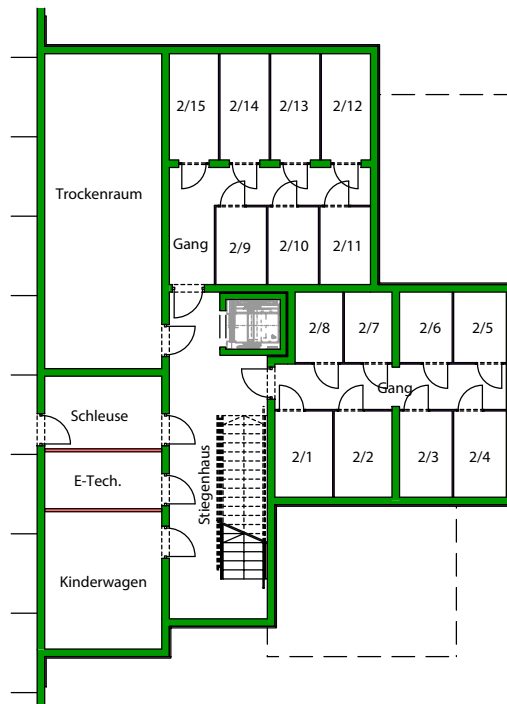 2/15
2/14
2/13
2/12
Trockenraum
Gang
2/9
2/10
2/11
2/8
2/7
2/6
2/5
Gang
Schleuse
2/1
2/2
2/3
2/4
E-Tech.
Stiegenhaus
Kinderwagen